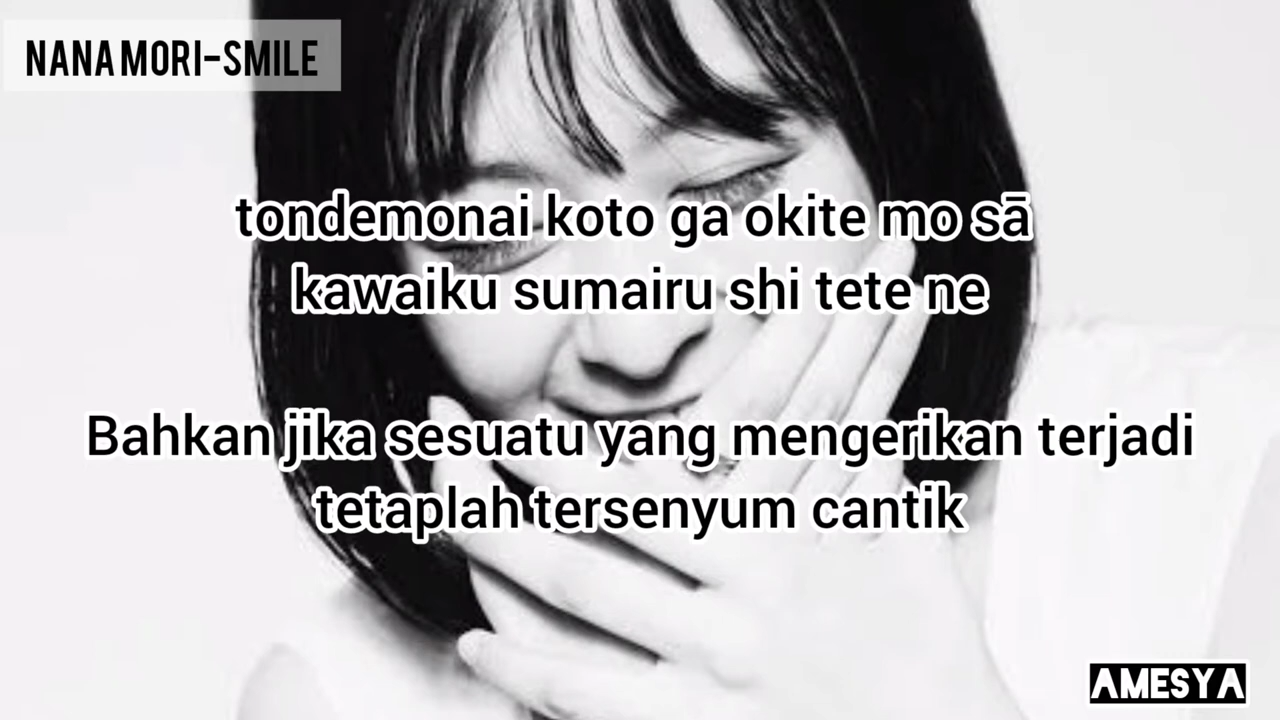 NANA MORI-SMILE
tondemonai koto ga okite mo sā
kawaiku sumairu shi tete ne
Bahkan jika sesuatu yang mengerikan terjadi
tetaplah tersenyum cantik
AMESYA